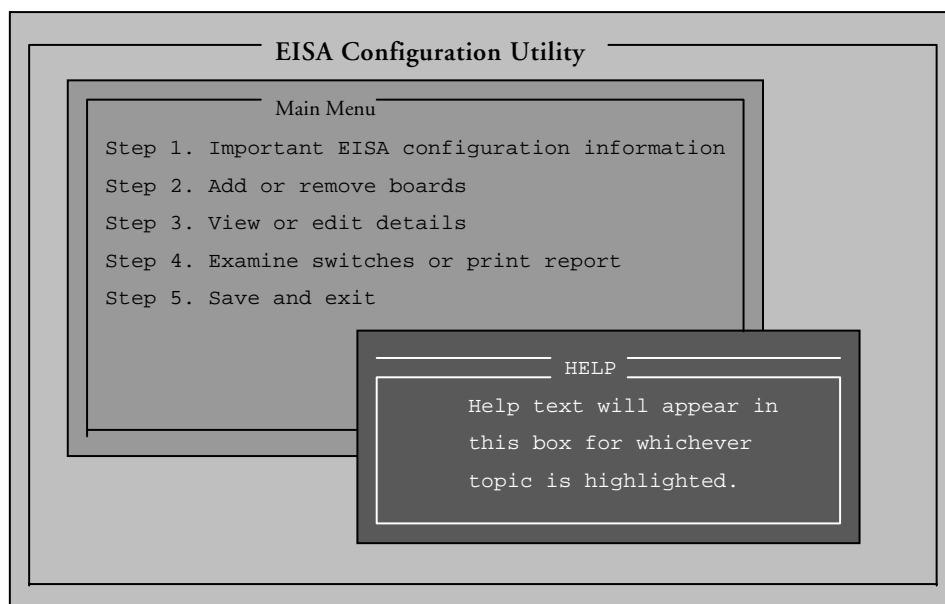 EISA Configuration Utility
Main Menu
Step 1. Important EISA configuration information
Step 2. Add or remove boards
Step 3. View or edit details
Step 4. Examine switches or print report
Step 5. Save and exit
HELP
Help text will appear in
this box for whichever
topic is highlighted.